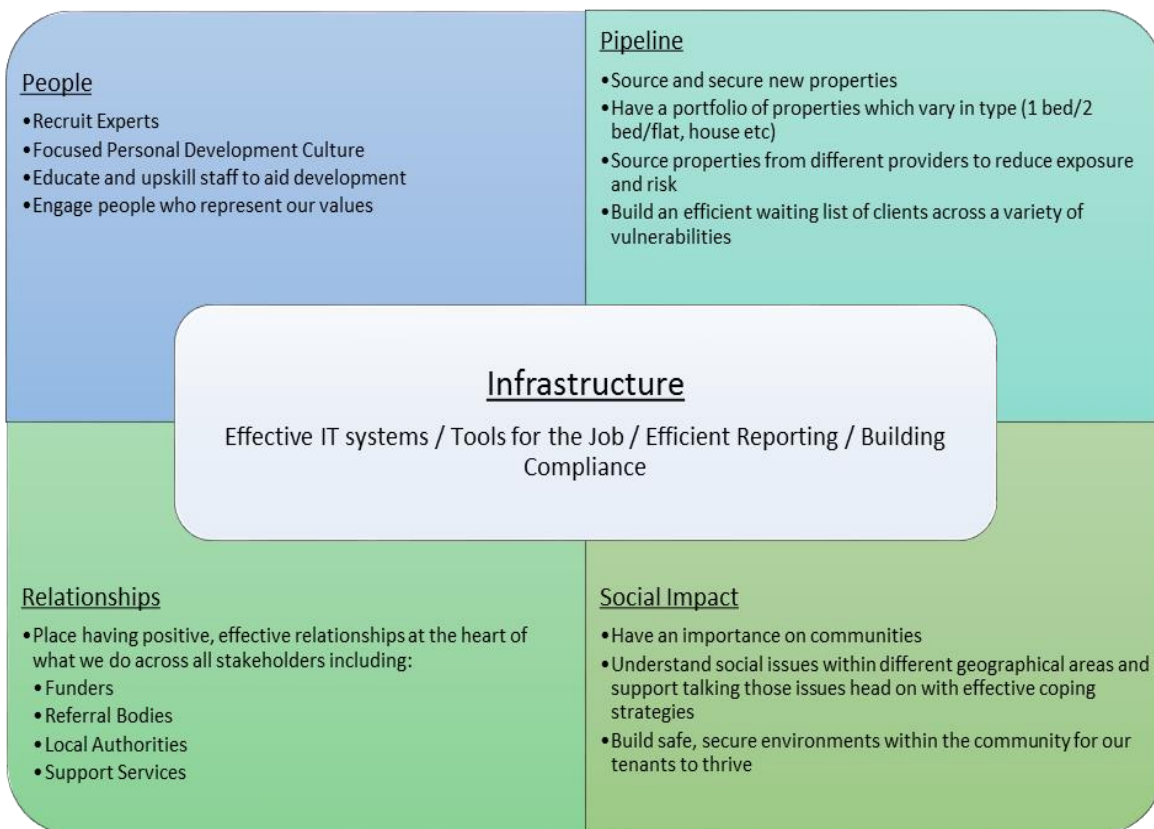 People
•Recruit Experts
•Focused Personal Development Culture
•Educate and upskill staff to aid development
•Engage people who represent our values
Pipeline
•Source and secure new properties
•Have a portfolio of properties which vary in type (1 bed/2
bed/flat, house etc)
•Source properties from different providers to reduce exposure
and risk
•Build an efficient waiting list of clients across a variety of
vulnerabilities
Infrastructure
Effective IT systems / Tools for the Job / Efficient Reporting / Building
Compliance
Relationships
•Place having positive, effective relationships at the heart of
what we do across all stakeholders including:
•Funders
•Referral Bodies
•Local Authorities
•Support Services
Social Impact
•Have an importance on communities
•Understand social issues within different geographical areas and
support talking those issues head on with effective coping
strategies
•Build safe, secure environments within the community for our
tenants to thrive